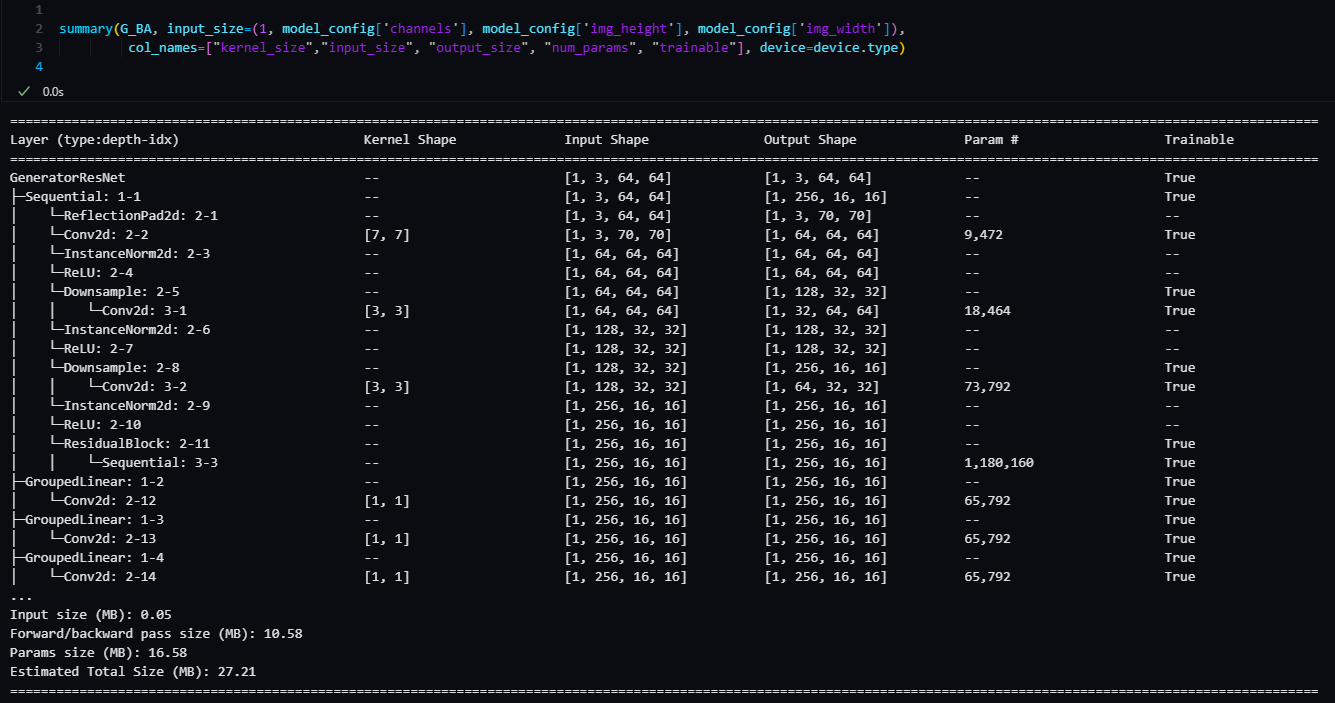 1
2 summary(G_BA, input_size=(1, model_config['channels'], model_config['img_height'], model_config['img_width']),
3 col_names=["kernel_size","input_size", "output_size", "num_params", "trainable"], device=device.type)
4
✓ 0.0s
==========================================================================================================================================================================
Layer (type:depth-idx) Kernel Shape Input Shape Output Shape Param # Trainable
==========================================================================================================================================================================
GeneratorResNet -- [1, 3, 64, 64] [1, 3, 64, 64] -- True
├─Sequential: 1-1 -- [1, 3, 64, 64] [1, 256, 16, 16] -- True
│ └─ReflectionPad2d: 2-1 -- [1, 3, 64, 64] [1, 3, 70, 70] -- --
│ └─Conv2d: 2-2 [7, 7] [1, 3, 70, 70] [1, 64, 64, 64] 9,472 True
│ └─InstanceNorm2d: 2-3 -- [1, 64, 64, 64] [1, 64, 64, 64] -- --
│ └─ReLU: 2-4 -- [1, 64, 64, 64] [1, 64, 64, 64] -- --
│ └─Downsample: 2-5 -- [1, 64, 64, 64] [1, 128, 32, 32] -- True
│ │ └─Conv2d: 3-1 [3, 3] [1, 64, 64, 64] [1, 32, 64, 64] 18,464 True
│ └─InstanceNorm2d: 2-6 -- [1, 128, 32, 32] [1, 128, 32, 32] -- --
│ └─ReLU: 2-7 -- [1, 128, 32, 32] [1, 128, 32, 32] -- --
│ └─Downsample: 2-8 -- [1, 128, 32, 32] [1, 256, 16, 16] -- True
│ │ └─Conv2d: 3-2 [3, 3] [1, 128, 32, 32] [1, 64, 32, 32] 73,792 True
│ └─InstanceNorm2d: 2-9 -- [1, 256, 16, 16] [1, 256, 16, 16] -- --
│ └─ReLU: 2-10 -- [1, 256, 16, 16] [1, 256, 16, 16] -- --
│ └─ResidualBlock: 2-11 -- [1, 256, 16, 16] [1, 256, 16, 16] -- True
│ │ └─Sequential: 3-3 -- [1, 256, 16, 16] [1, 256, 16, 16] 1,180,160 True
├─GroupedLinear: 1-2 -- [1, 256, 16, 16] [1, 256, 16, 16] -- True
│ └─Conv2d: 2-12 [1, 1] [1, 256, 16, 16] [1, 256, 16, 16] 65,792 True
├─GroupedLinear: 1-3 -- [1, 256, 16, 16] [1, 256, 16, 16] -- True
│ └─Conv2d: 2-13 [1, 1] [1, 256, 16, 16] [1, 256, 16, 16] 65,792 True
├─GroupedLinear: 1-4 -- [1, 256, 16, 16] [1, 256, 16, 16] -- True
│ └─Conv2d: 2-14 [1, 1] [1, 256, 16, 16] [1, 256, 16, 16] 65,792 True
...
Input size (MB): 0.05
Forward/backward pass size (MB): 10.58
Params size (MB): 16.58
Estimated Total Size (MB): 27.21
==========================================================================================================================================================================